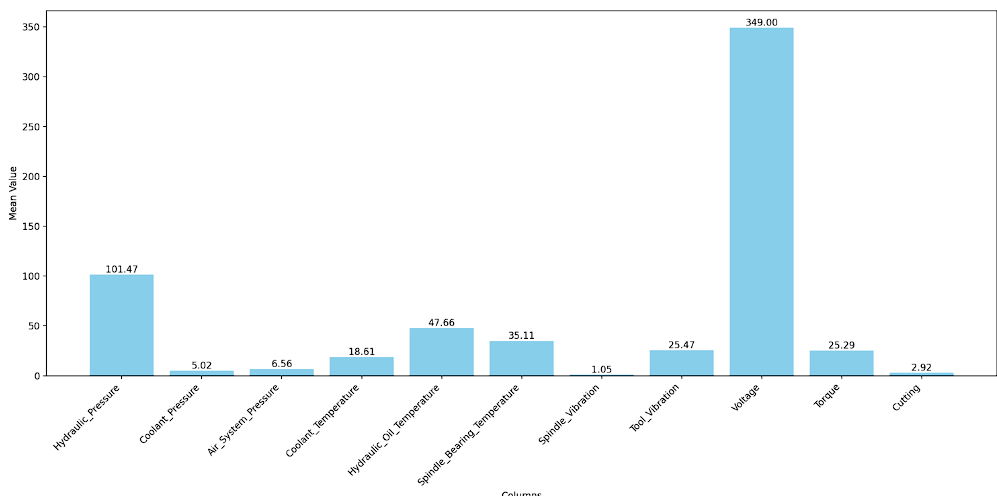 Mean Value
350
300
250
200
150
100
50
0
101.47
5.02
6.56
18.61
47.66
35.11
1.05
25.47
349.00
25.29
2.92
Hydraulic_Pressure
Coolant_Pressure
Air_System_Pressure
Coolant_Temperature
Hydraulic_Oil_Temperature
Spindle_Bearing_Temperature
Spindle_Vibration
Tool_Vibration
Voltage
Torque
Cutting
Columns